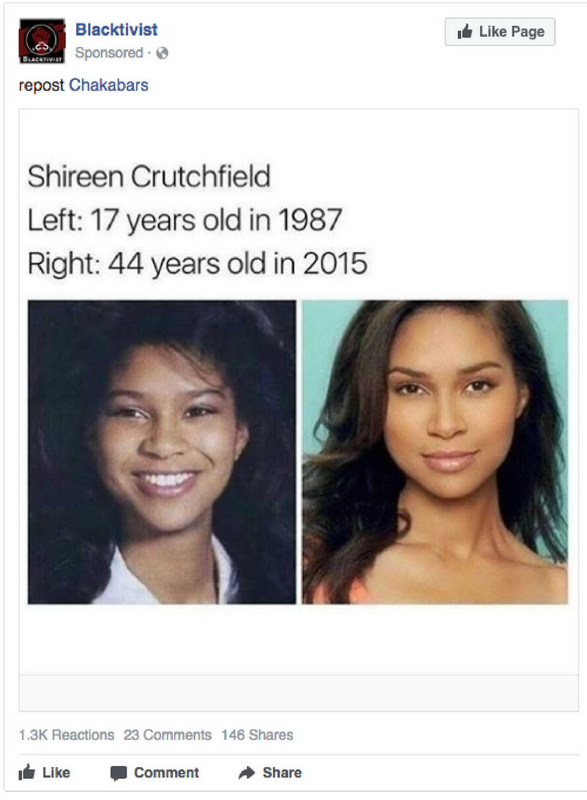 Blacktivist
Like Page
Sponsored ·
BLACKTIVIST
repost Chakabars
Shireen Crutchfield
Left: 17 years old in 1987
Right: 44 years old in 2015
1.3K Reactions 23 Comments 146 Shares
Like Comment Share